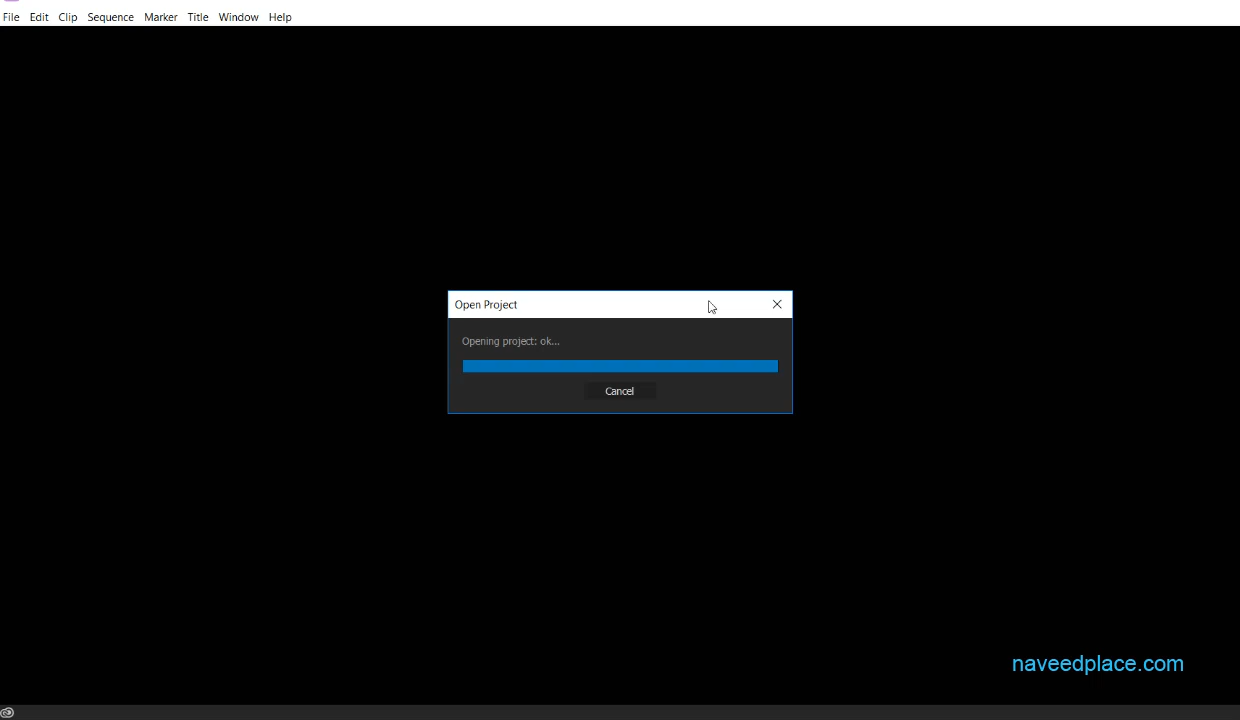 File Edit Clip Sequence Marker Title Window Help
Open Project
Opening project: ok...
Cancel
naveedplace.com